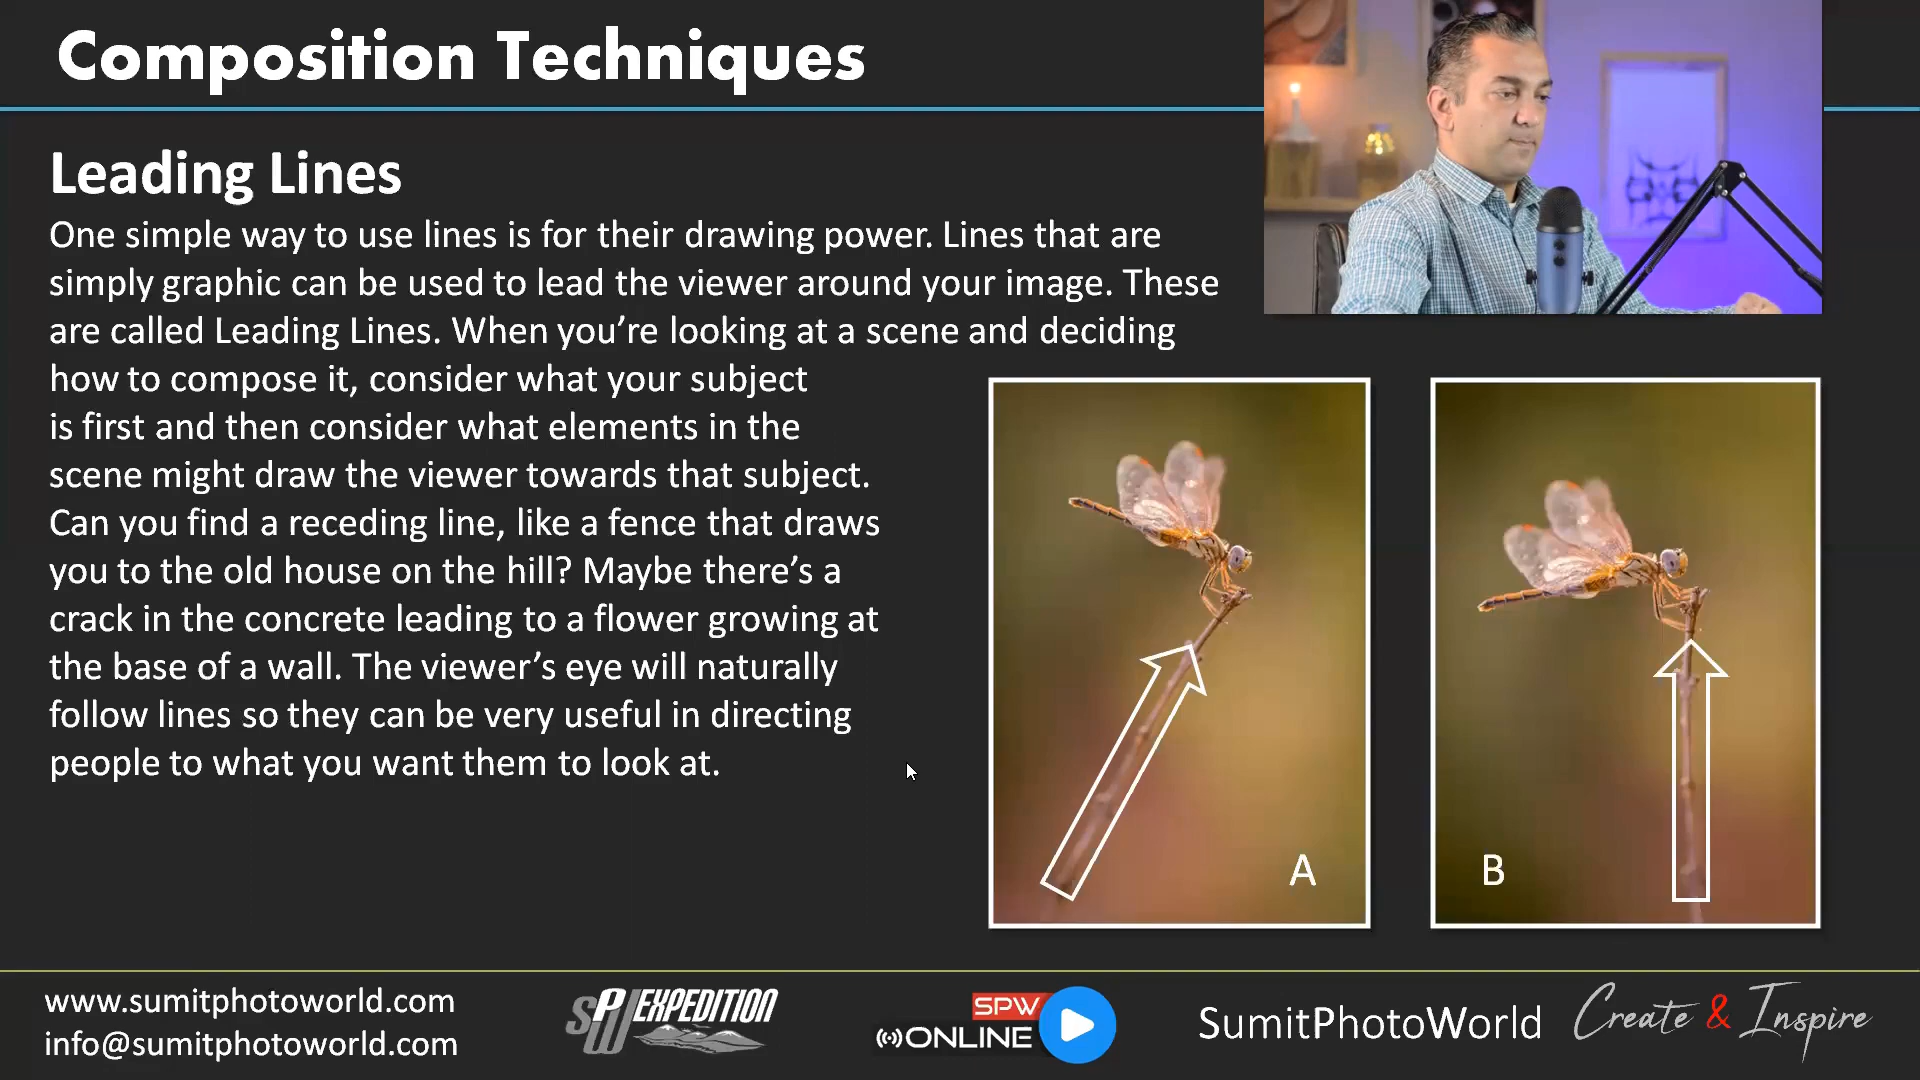 Composition Techniques
Leading Lines
One simple way to use lines is for their drawing power. Lines that are
simply graphic can be used to lead the viewer around your image. These
are called Leading Lines. When you’re looking at a scene and deciding
how to compose it, consider what your subject
is first and then consider what elements in the
scene might draw the viewer towards that subject.
Can you find a receding line, like a fence that draws
you to the old house on the hill? Maybe there’s a
crack in the concrete leading to a flower growing at
the base of a wall. The viewer’s eye will naturally
follow lines so they can be very useful in directing
people to what you want them to look at.
A
B
www.sumitphotoworld.com
info@sumitphotoworld.com
SPW EXPEDITION
SPW
ONLINE
SumitPhotoWorld
Create & Inspire